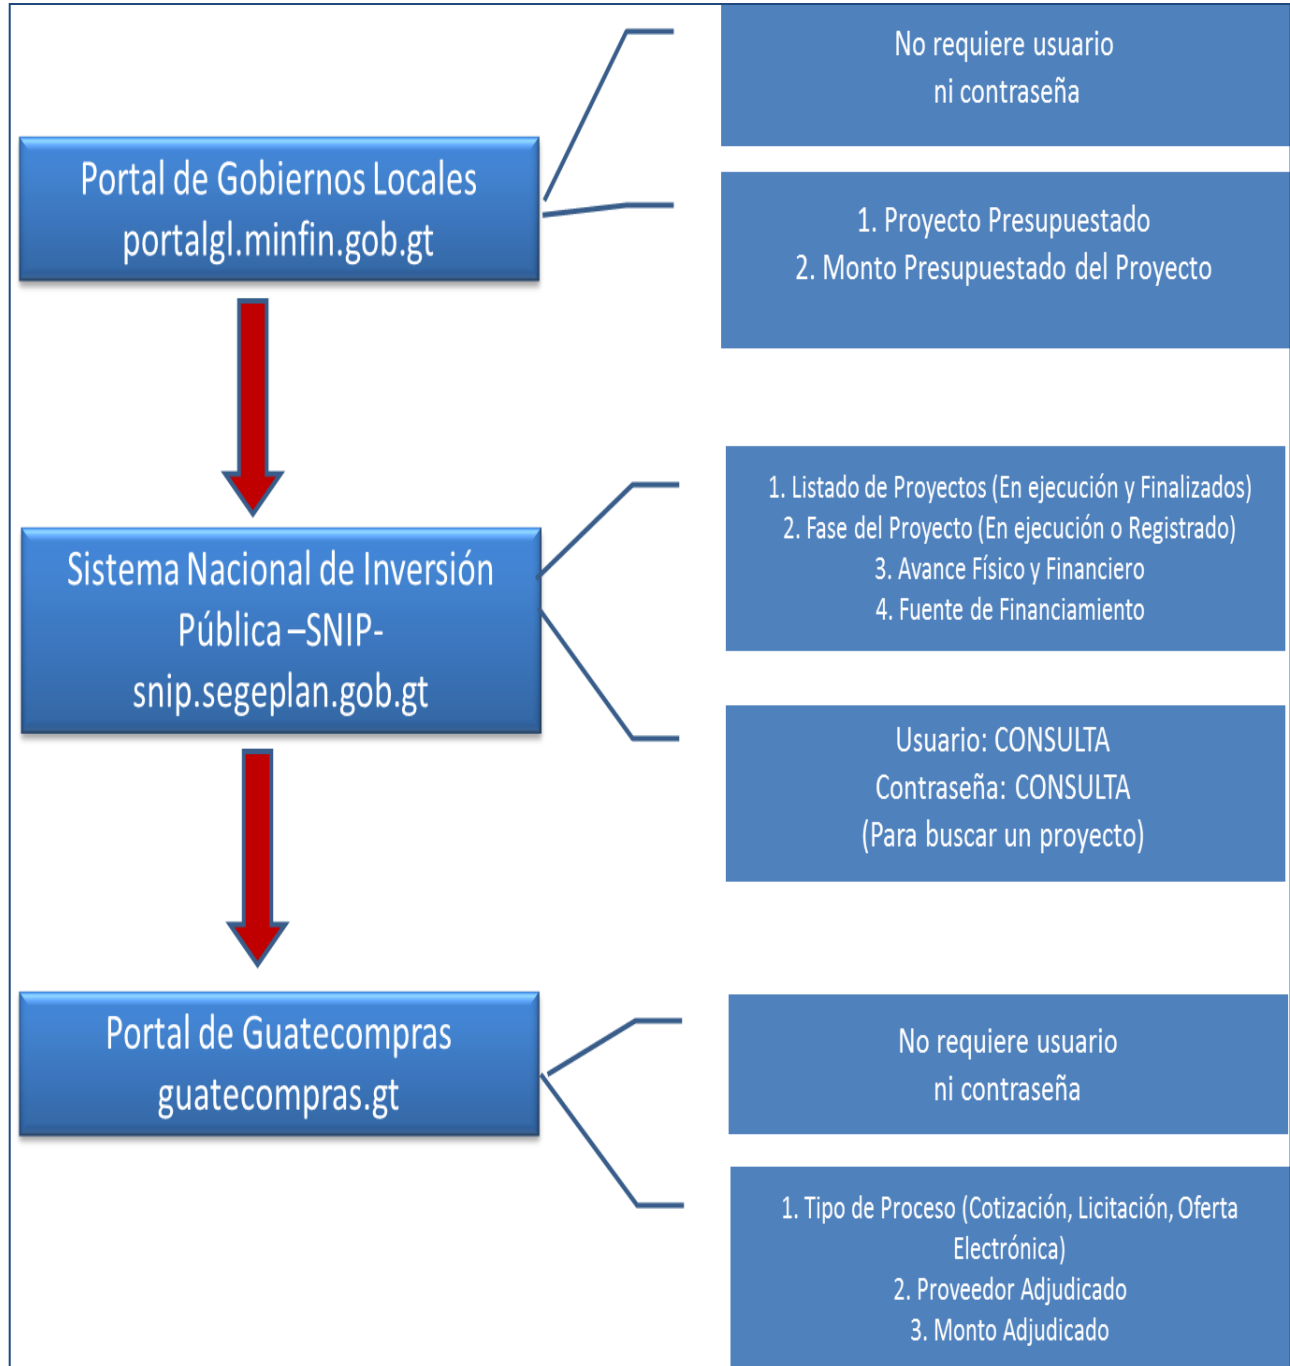 No requiere usuario
ni contraseña
Portal de Gobiernos Locales
portalgl.minfin.gob.gt
1. Proyecto Presupuestado
2. Monto Presupuestado del Proyecto
Sistema Nacional de Inversión
Pública –SNIP-
snip.segeplan.gob.gt
1. Listado de Proyectos (En ejecución y Finalizados)
2. Fase del Proyecto (En ejecución o Registrado)
3. Avance Físico y Financiero
4. Fuente de Financiamiento
Usuario: CONSULTA
Contraseña: CONSULTA
(Para buscar un proyecto)
Portal de Guatecompras
guatecompras.gt
No requiere usuario
ni contraseña
1. Tipo de Proceso (Cotización, Licitación, Oferta
Electrónica)
2. Proveedor Adjudicado
3. Monto Adjudicado